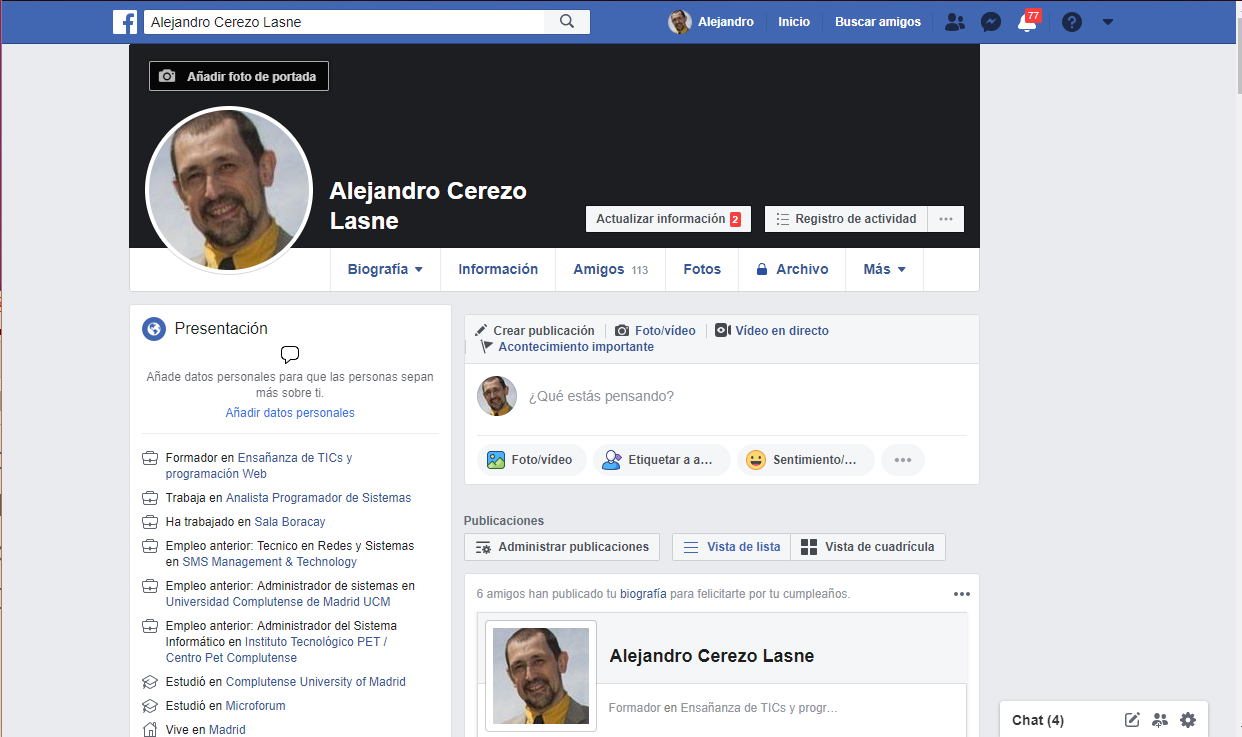 Alejandro Cerezo Lasne
Alejandro
Inicio
Buscar amigos
77
Añadir foto de portada
Alejandro Cerezo
Lasne
Actualizar información 2
Registro de actividad
Biografía
Información
Amigos 113
Fotos
Archivo
Más
Presentación
Añade datos personales para que las personas sepan
más sobre ti.
Añadir datos personales
Formador en Ensañanza de TICs y
programación Web
Trabaja en Analista Programador de Sistemas
Ha trabajado en Sala Boracay
Empleo anterior: Tecnico en Redes y Sistemas
en SMS Management & Technology
Empleo anterior: Administrador de sistemas en
Universidad Complutense de Madrid UCM
Empleo anterior: Administrador del Sistema
Informático en Instituto Tecnológico PET /
Centro Pet Complutense
Estudió en Complutense University of Madrid
Estudió en Microforum
Vive en Madrid
Crear publicación
Foto/vídeo
Vídeo en directo
Acontecimiento importante
¿Qué estás pensando?
Foto/vídeo
Etiquetar a a...
Sentimiento/...
Publicaciones
Administrar publicaciones
Vista de lista
Vista de cuadrícula
6 amigos han publicado tu biografía para felicitarte por tu cumpleaños.
Alejandro Cerezo Lasne
Formador en Ensañanza de TICs y progr...
Chat (4)